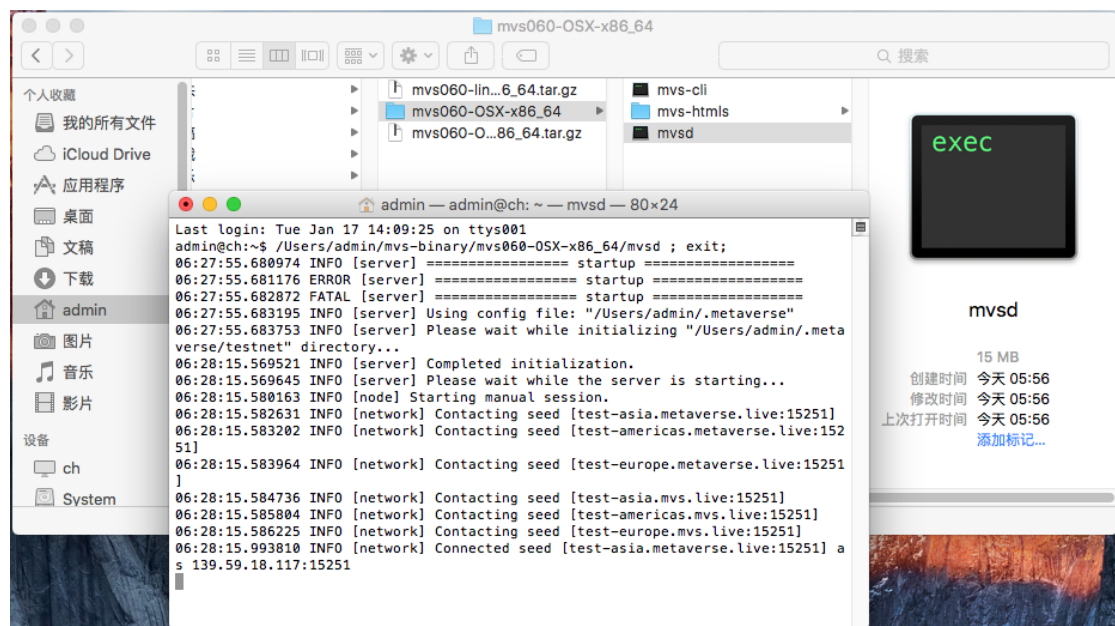 mvs060-OSX-x86_64
搜索
个人收藏
我的所有文件
iCloud Drive
应用程序
桌面
文稿
下载
admin
图片
音乐
影片
设备
ch
System
mvs060-lin...6_64.tar.gz
mvs060-OSX-x86_64
mvs060-O...86_64.tar.gz
mvs-cli
mvs-htmls
mvsd
exec
mvsd
15 MB
创建时间 今天 05:56
修改时间 今天 05:56
上次打开时间 今天 05:56
添加标记...
admin — admin@ch: ~ — mvsd — 80×24
Last login: Tue Jan 17 14:09:25 on ttys001
admin@ch:~$ /Users/admin/mvs-binary/mvs060-OSX-x86_64/mvsd ; exit;
06:27:55.680974 INFO [server] ================= startup ==================
06:27:55.681176 ERROR [server] ================= startup ==================
06:27:55.682872 FATAL [server] ================= startup ==================
06:27:55.683195 INFO [server] Using config file: "/Users/admin/.metaverse"
06:27:55.683753 INFO [server] Please wait while initializing "/Users/admin/.meta
verse/testnet" directory...
06:28:15.569521 INFO [server] Completed initialization.
06:28:15.569645 INFO [server] Please wait while the server is starting...
06:28:15.580163 INFO [node] Starting manual session.
06:28:15.582631 INFO [network] Contacting seed [test-asia.metaverse.live:15251]
06:28:15.583202 INFO [network] Contacting seed [test-americas.metaverse.live:152
51]
06:28:15.583964 INFO [network] Contacting seed [test-europe.metaverse.live:15251
]
06:28:15.584736 INFO [network] Contacting seed [test-asia.mvs.live:15251]
06:28:15.585804 INFO [network] Contacting seed [test-americas.mvs.live:15251]
06:28:15.586225 INFO [network] Contacting seed [test-europe.mvs.live:15251]
06:28:15.993810 INFO [network] Connected seed [test-asia.metaverse.live:15251] a
s 139.59.18.117:15251